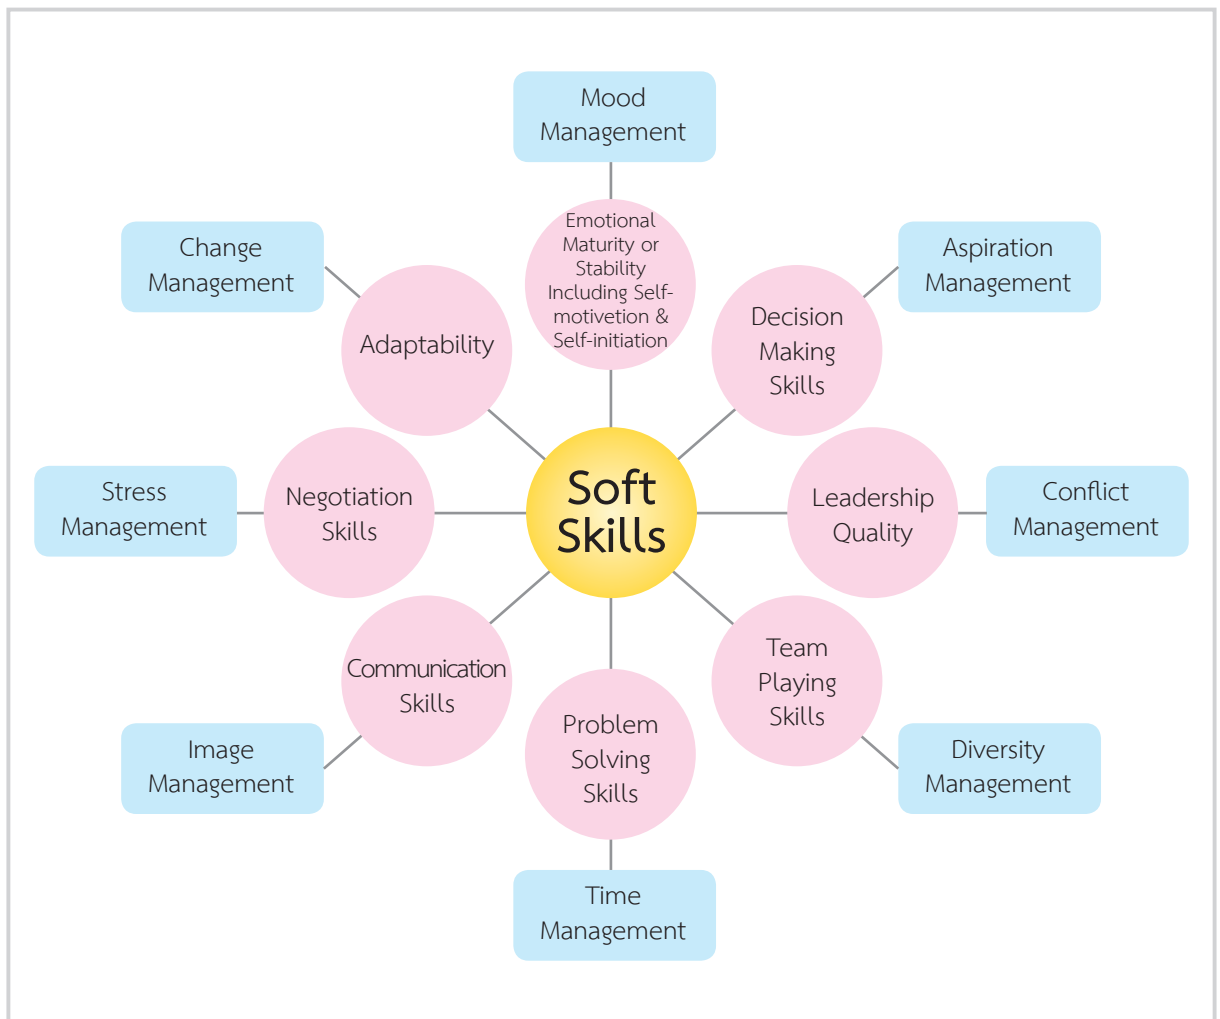 Mood
Management
Emotional
Maturity or
Stability
Including Self-
motivetion &
Self-initiation
Change
Management
Adaptability
Aspiration
Management
Decision
Making
Skills
Stress
Management
Negotiation
Skills
Soft
Skills
Leadership
Quality
Conflict
Management
Communication
Skills
Image
Management
Problem
Solving
Skills
Time
Management
Team
Playing
Skills
Diversity
Management